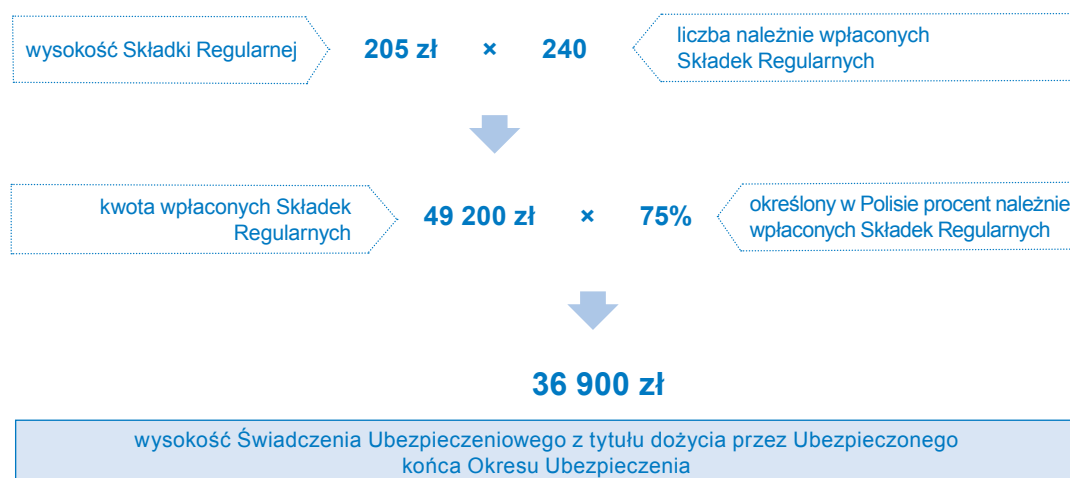 wysokość Składki Regularnej
205 zł × 240
liczba należnie wpłaconych
Składek Regularnych
kwota wpłaconych Składek
Regularnych
49 200 zł × 75%
określony w Polisie procent należnie
wpłaconych Składek Regularnych
36 900 zł
wysokość Świadczenia Ubezpieczeniowego z tytułu dożycia przez Ubezpieczonego
końca Okresu Ubezpieczenia